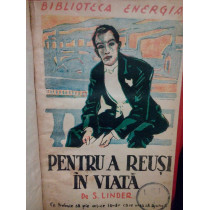 BIBLIOTECA ENERGIA
PENTRU A REUȘI
ÎN VIAȚĂ
DE S. LINDER